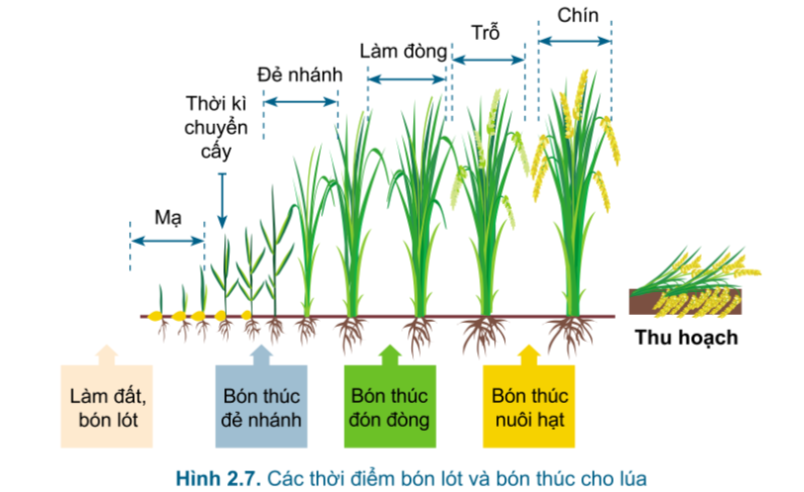 Chín
Trỗ
Làm đòng
Đẻ nhánh
Thời kì
chuyển
cấy
Mạ
Thu hoạch
Làm đất,
bón lót
Bón thúc
đẻ nhánh
Bón thúc
đón đòng
Bón thúc
nuôi hạt
Hình 2.7. Các thời điểm bón lót và bón thúc cho lúa